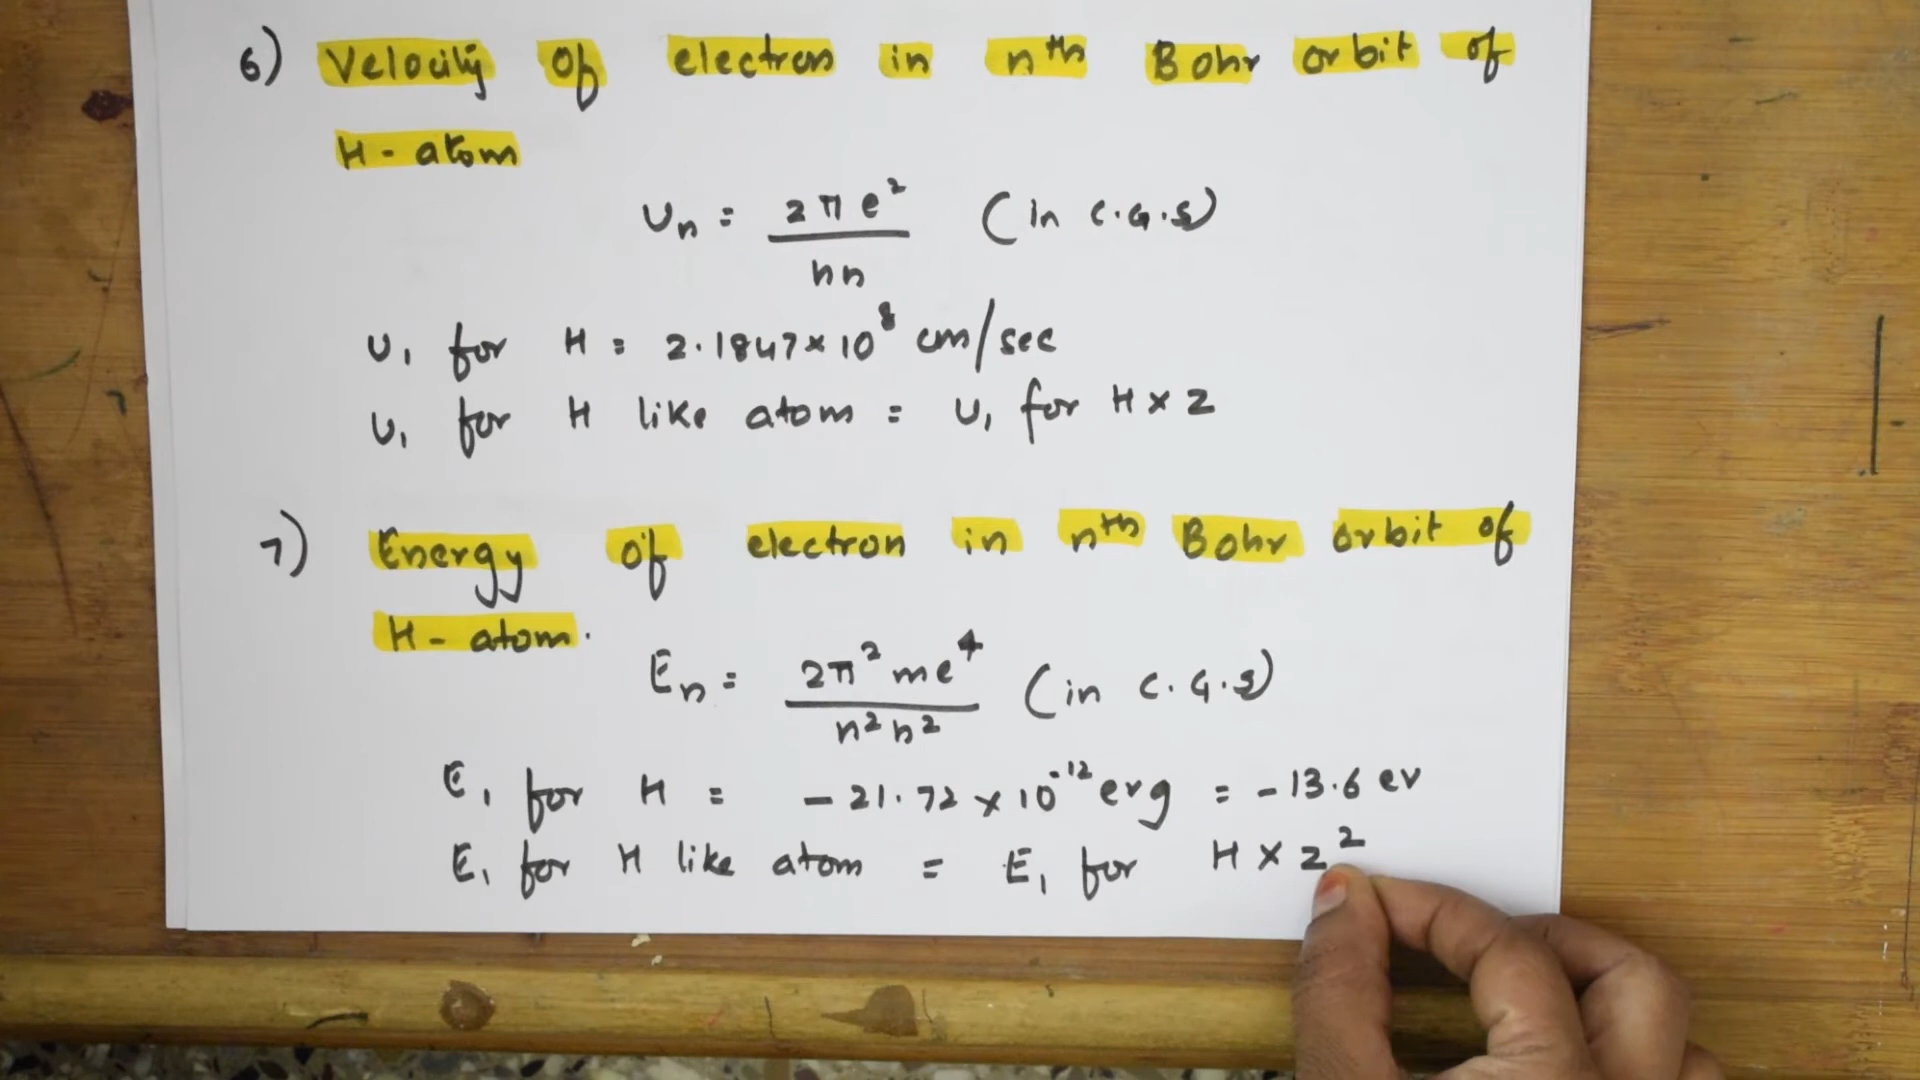 6) Velocity of electron in nth Bohr orbit of
H - atom
Un = 2πe² / hn (in C.G.S)
U₁ for H = 2.1847 × 10⁸ cm/sec
U₁ for H like atom = U₁ for H × Z
7) Energy of electron in nth Bohr orbit of
H - atom.
En = 2π²me⁴ / n²h² (in C.G.S)
E₁ for H = - 21.72 × 10⁻¹² erg = - 13.6 ev
E₁ for H like atom = E₁ for H × Z²